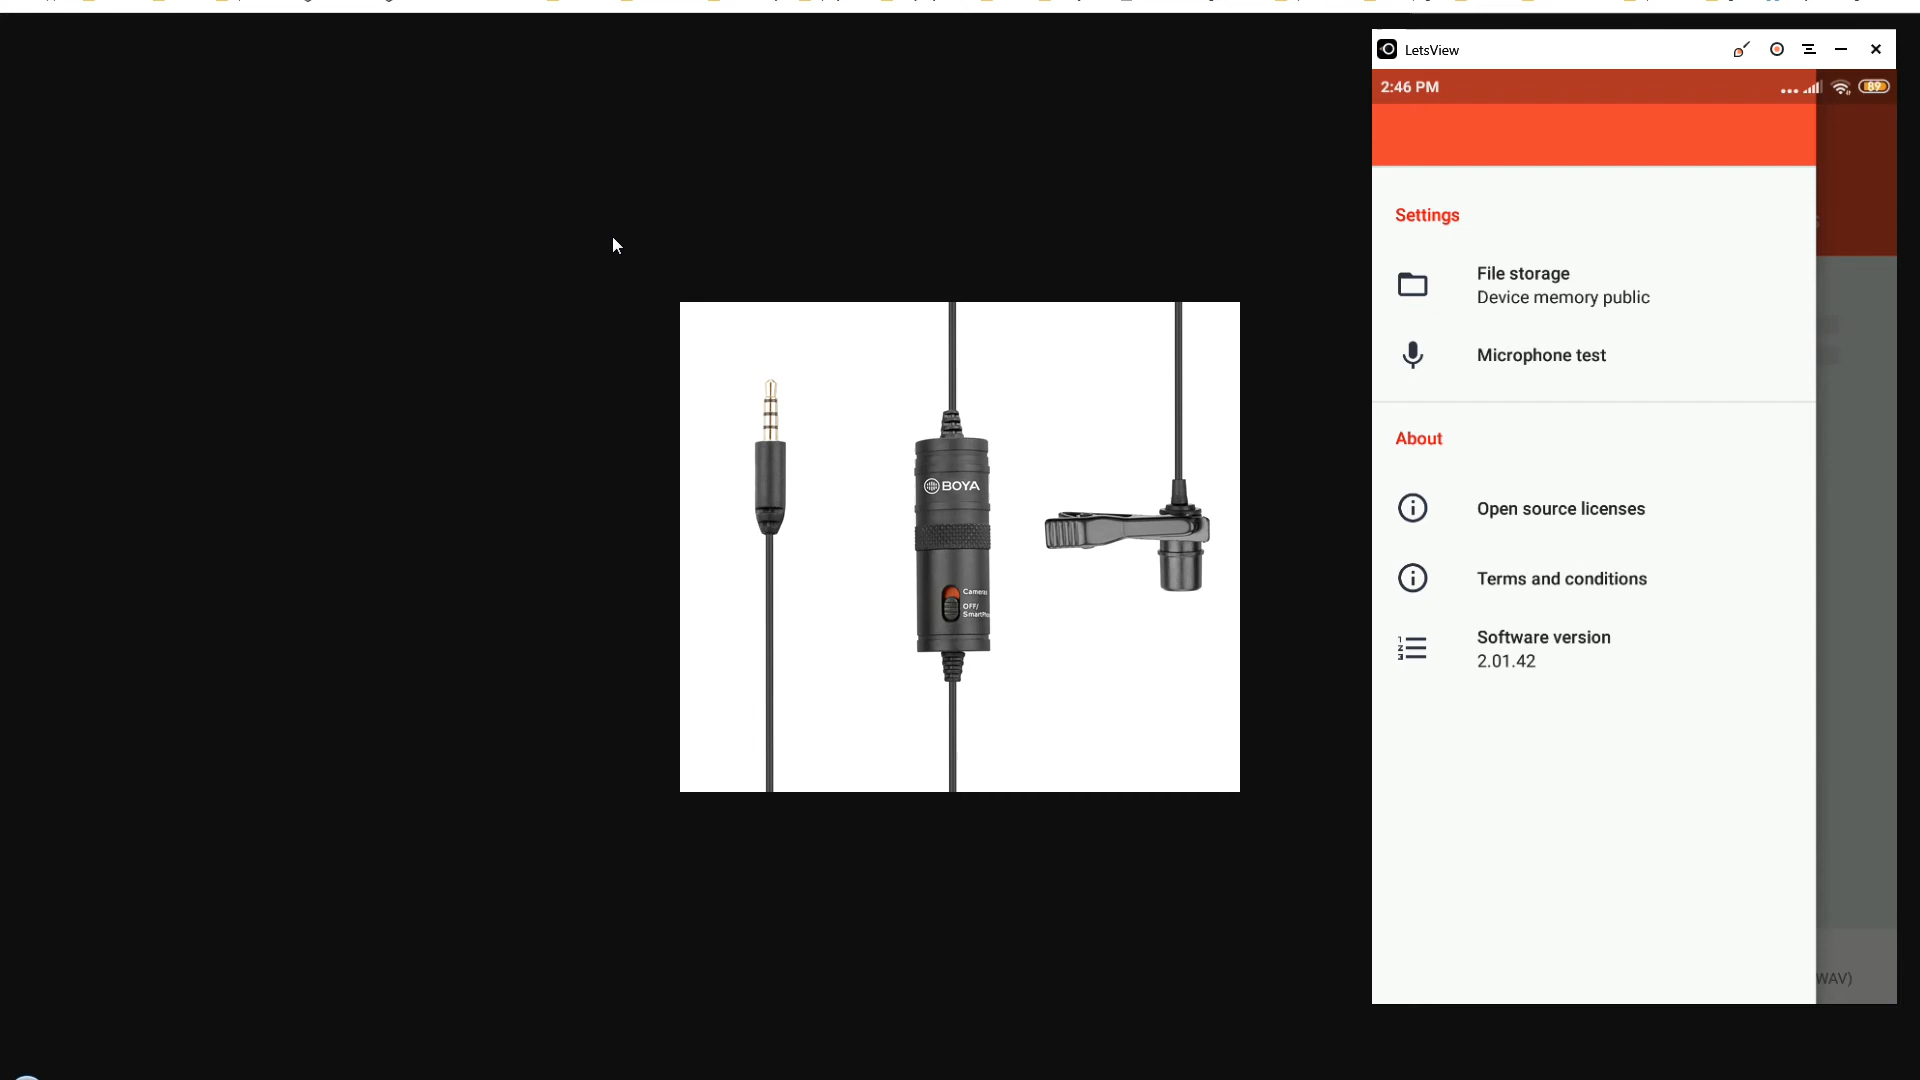 LetsView
2:46 PM
89
Settings
File storage
Device memory public
Microphone test
About
Open source licenses
Terms and conditions
Software version
2.01.42
WAV)
BOYA
Camera
OFF/